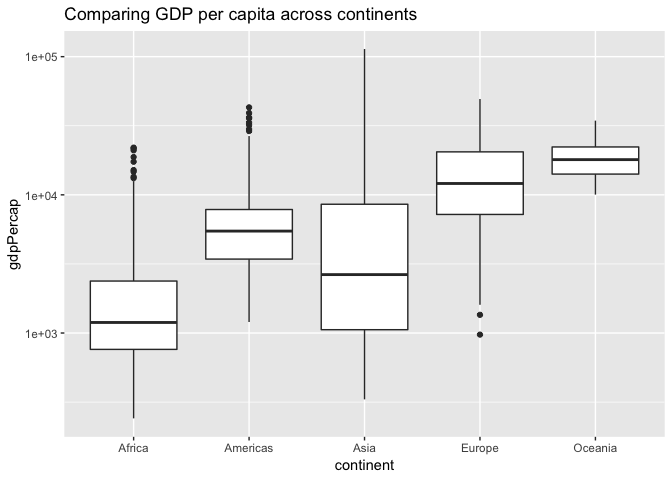 Comparing GDP per capita across continents
1e+05
1e+04
1e+03
gdpPercap
Africa Americas Asia Europe Oceania
continent